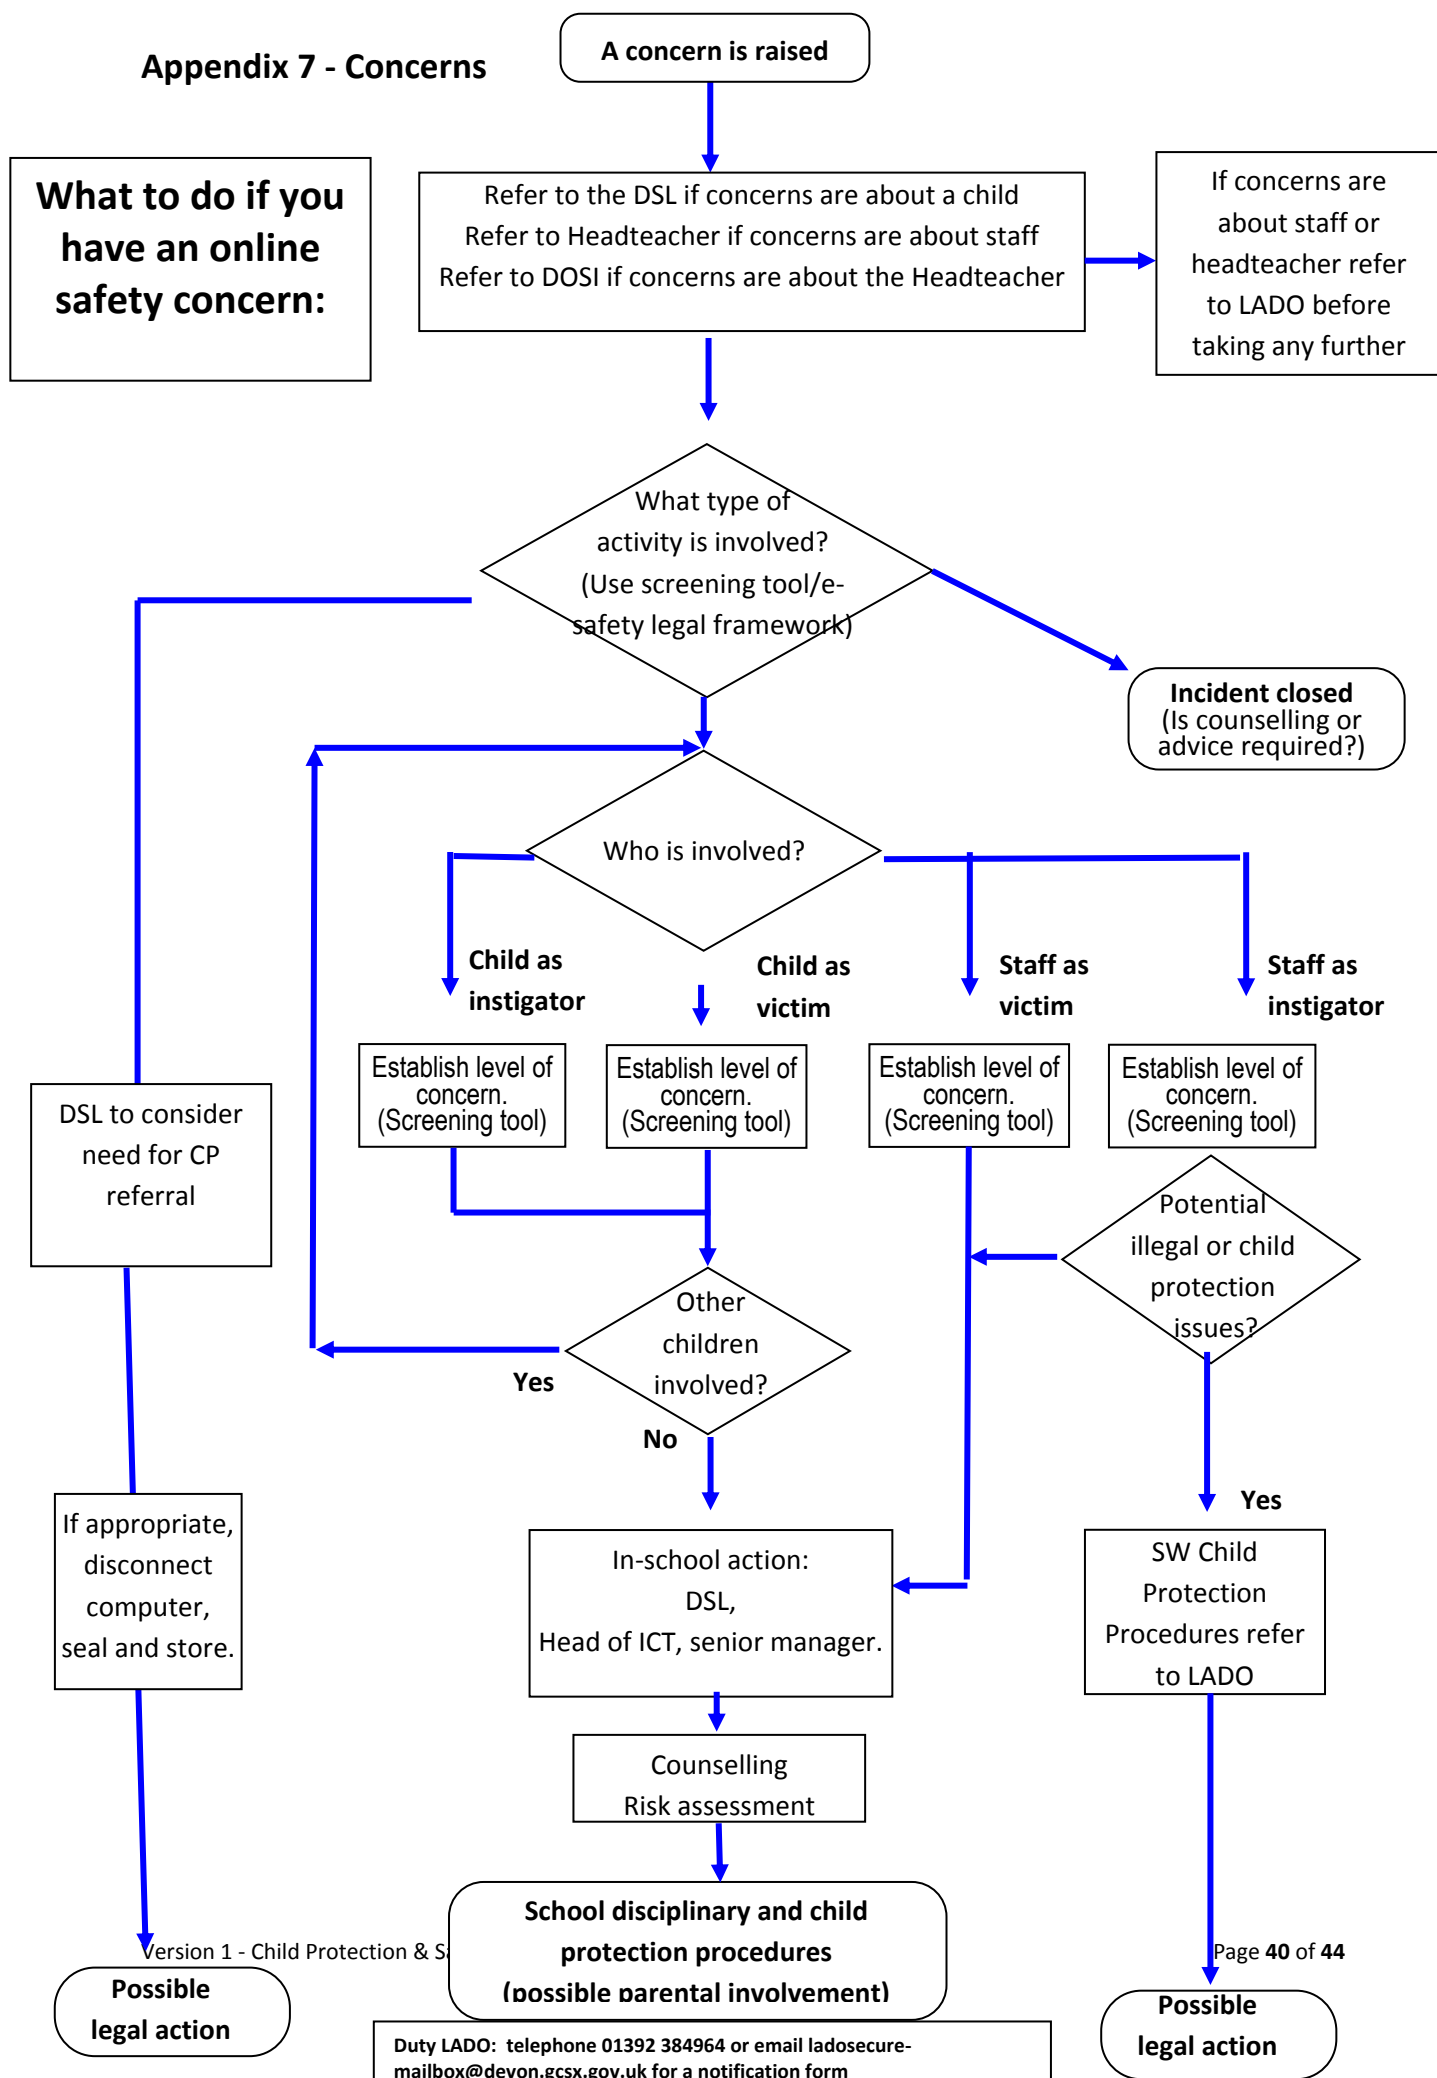 Appendix 7 - Concerns
A concern is raised
What to do if you
have an online
safety concern:
Refer to the DSL if concerns are about a child
Refer to Headteacher if concerns are about staff
Refer to DOSI if concerns are about the Headteacher
If concerns are
about staff or
headteacher refer
to LADO before
taking any further
What type of
activity is involved?
(Use screening tool/e-
safety legal framework)
Incident closed
(Is counselling or
advice required?)
Who is involved?
Child as
instigator
Child as
victim
Staff as
victim
Staff as
instigator
Establish level of
concern.
(Screening tool)
Establish level of
concern.
(Screening tool)
Establish level of
concern.
(Screening tool)
Establish level of
concern.
(Screening tool)
DSL to consider
need for CP
referral
Potential
illegal or child
protection
issues?
Other
children
involved?
Yes
No
Yes
If appropriate,
disconnect
computer,
seal and store.
In-school action:
DSL,
Head of ICT, senior manager.
SW Child
Protection
Procedures refer
to LADO
Counselling
Risk assessment
School disciplinary and child
protection procedures
(possible parental involvement)
Version 1 - Child Protection &
Page 40 of 44
Possible
legal action
Possible
legal action
Duty LADO: telephone 01392 384964 or email ladosecure-
mailbox@devon.gcsx.gov.uk for a notification form